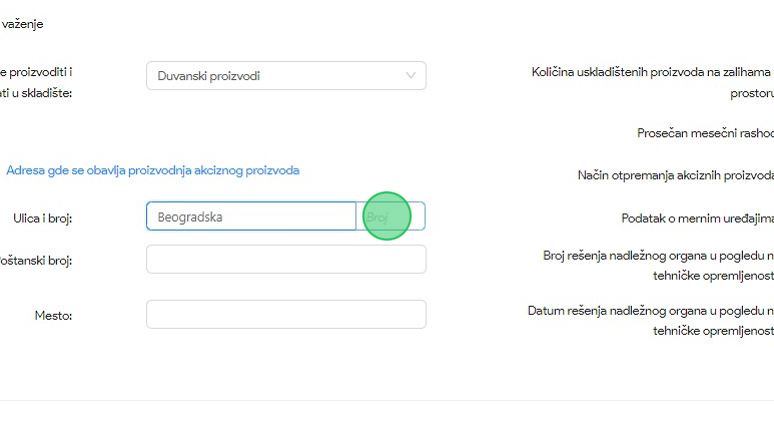 važenje
e proizvoditi i
ati u skladište:
Duvanski proizvodi
Količina uskladištenih proizvoda na zalihama
prostoru
Prosečan mesečni rashod
Adresa gde se obavlja proizvodnja akciznog proizvoda
Način otpremanja akciznih proizvoda
Ulica i broj:
Beogradska
Broj
Podatak o mernim uređajima
Poštanski broj:
Broj rešenja nadležnog organa u pogledu n
tehničke opremljenost
Mesto:
Datum rešenja nadležnog organa u pogledu n
tehničke opremljenost